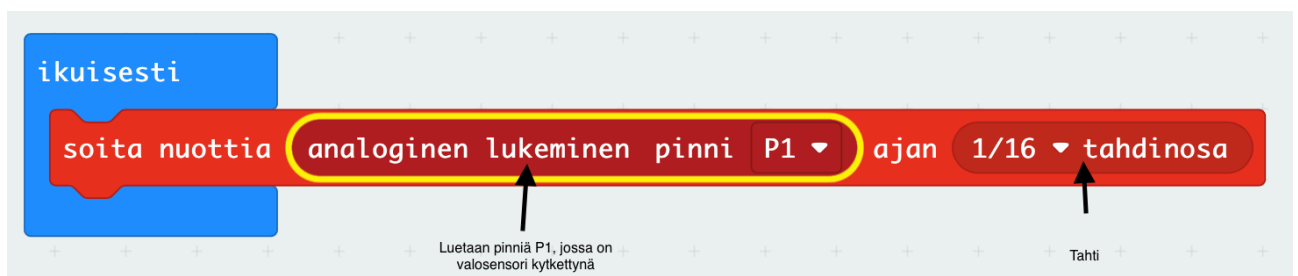 ikuisesti
soita nuottia analoginen lukeminen pinni P1 ajan 1/16 tahdinosa
Luetaan pinniä P1, jossa on
valosensori kytkettynä
Tahti